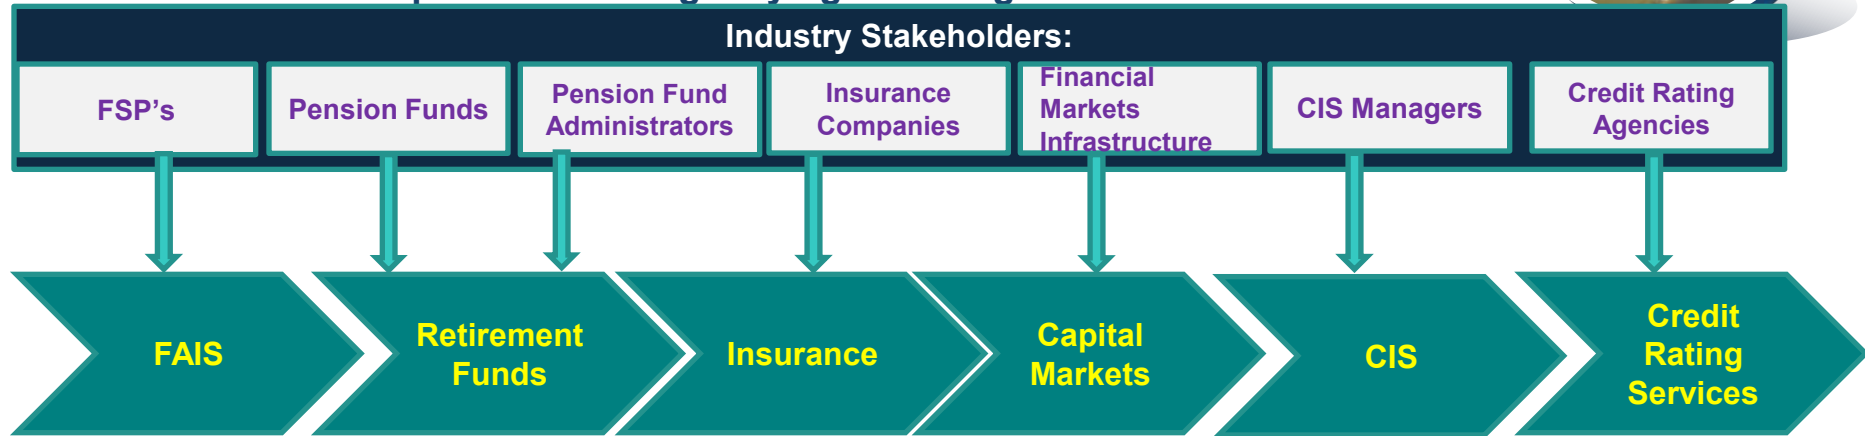 Industry Stakeholders:
FSP's
Pension Funds
Pension Fund
Administrators
Insurance
Companies
Financial
Markets
Infrastructure
CIS Managers
Credit Rating
Agencies
FAIS
Retirement
Funds
Insurance
Capital
Markets
CIS
Credit
Rating
Services